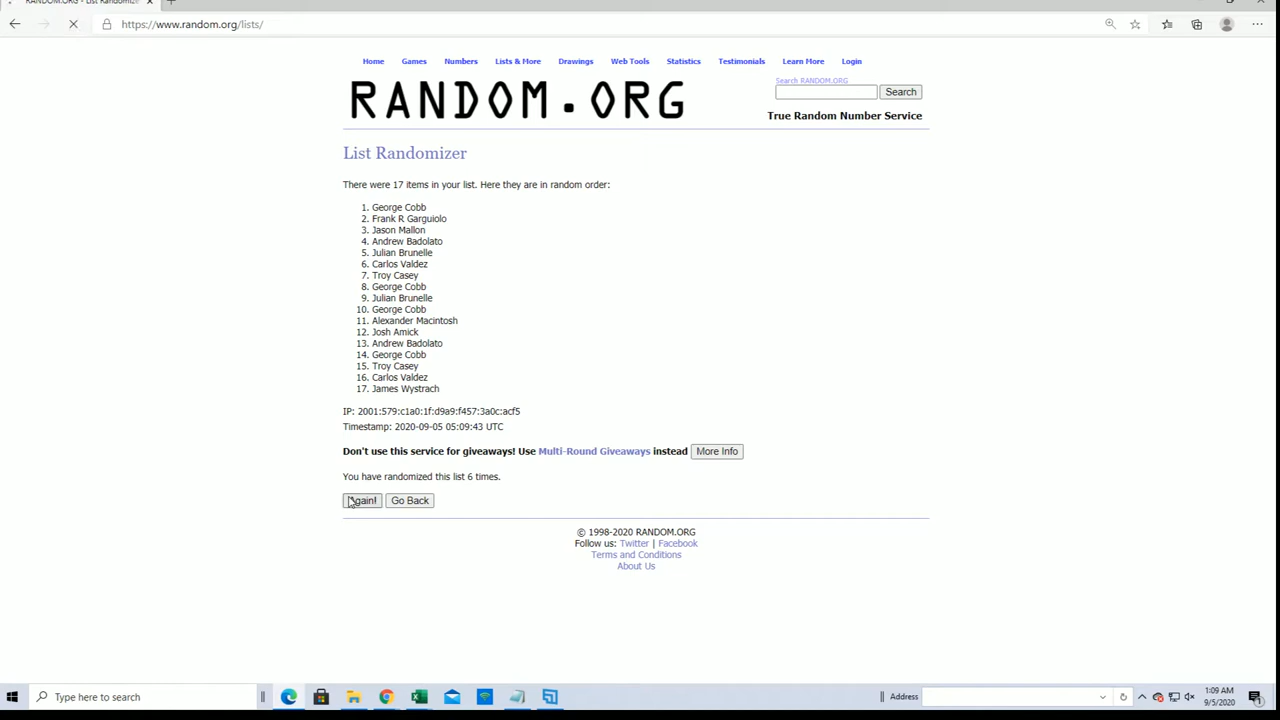 RANDOM.ORG - List Randomizer
https://www.random.org/lists/
Home Games Numbers Lists & More Drawings Web Tools Statistics Testimonials Learn More Login
Search RANDOM.ORG
RANDOM.ORG
Search
True Random Number Service
List Randomizer
There were 17 items in your list. Here they are in random order:
1. George Cobb
2. Frank R Garguiolo
3. Jason Mallon
4. Andrew Badolato
5. Julian Brunelle
6. Carlos Valdez
7. Troy Casey
8. George Cobb
9. Julian Brunelle
10. George Cobb
11. Alexander Macintosh
12. Josh Amick
13. Andrew Badolato
14. George Cobb
15. Troy Casey
16. Carlos Valdez
17. James Wystrach
IP: 2001:579:c1a0:1f:d9a9:f457:3a0c:acf5
Timestamp: 2020-09-05 05:09:43 UTC
Don't use this service for giveaways! Use Multi-Round Giveaways instead More Info
You have randomized this list 6 times.
Again! Go Back
© 1998-2020 RANDOM.ORG
Follow us: Twitter | Facebook
Terms and Conditions
About Us
Type here to search
Address
1:09 AM
9/5/2020